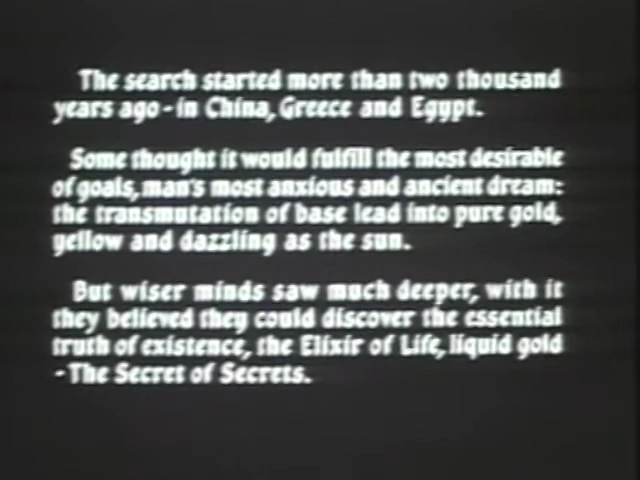 The search started more than two thousand
years ago - in China, Greece and Egypt.
Some thought it would fulfill the most desirable
of goals, man's most anxious and ancient dream:
the transmutation of base lead into pure gold,
yellow and dazzling as the sun.
But wiser minds saw much deeper, with it
they believed they could discover the essential
truth of existence, the Elixir of Life, liquid gold
- The Secret of Secrets.